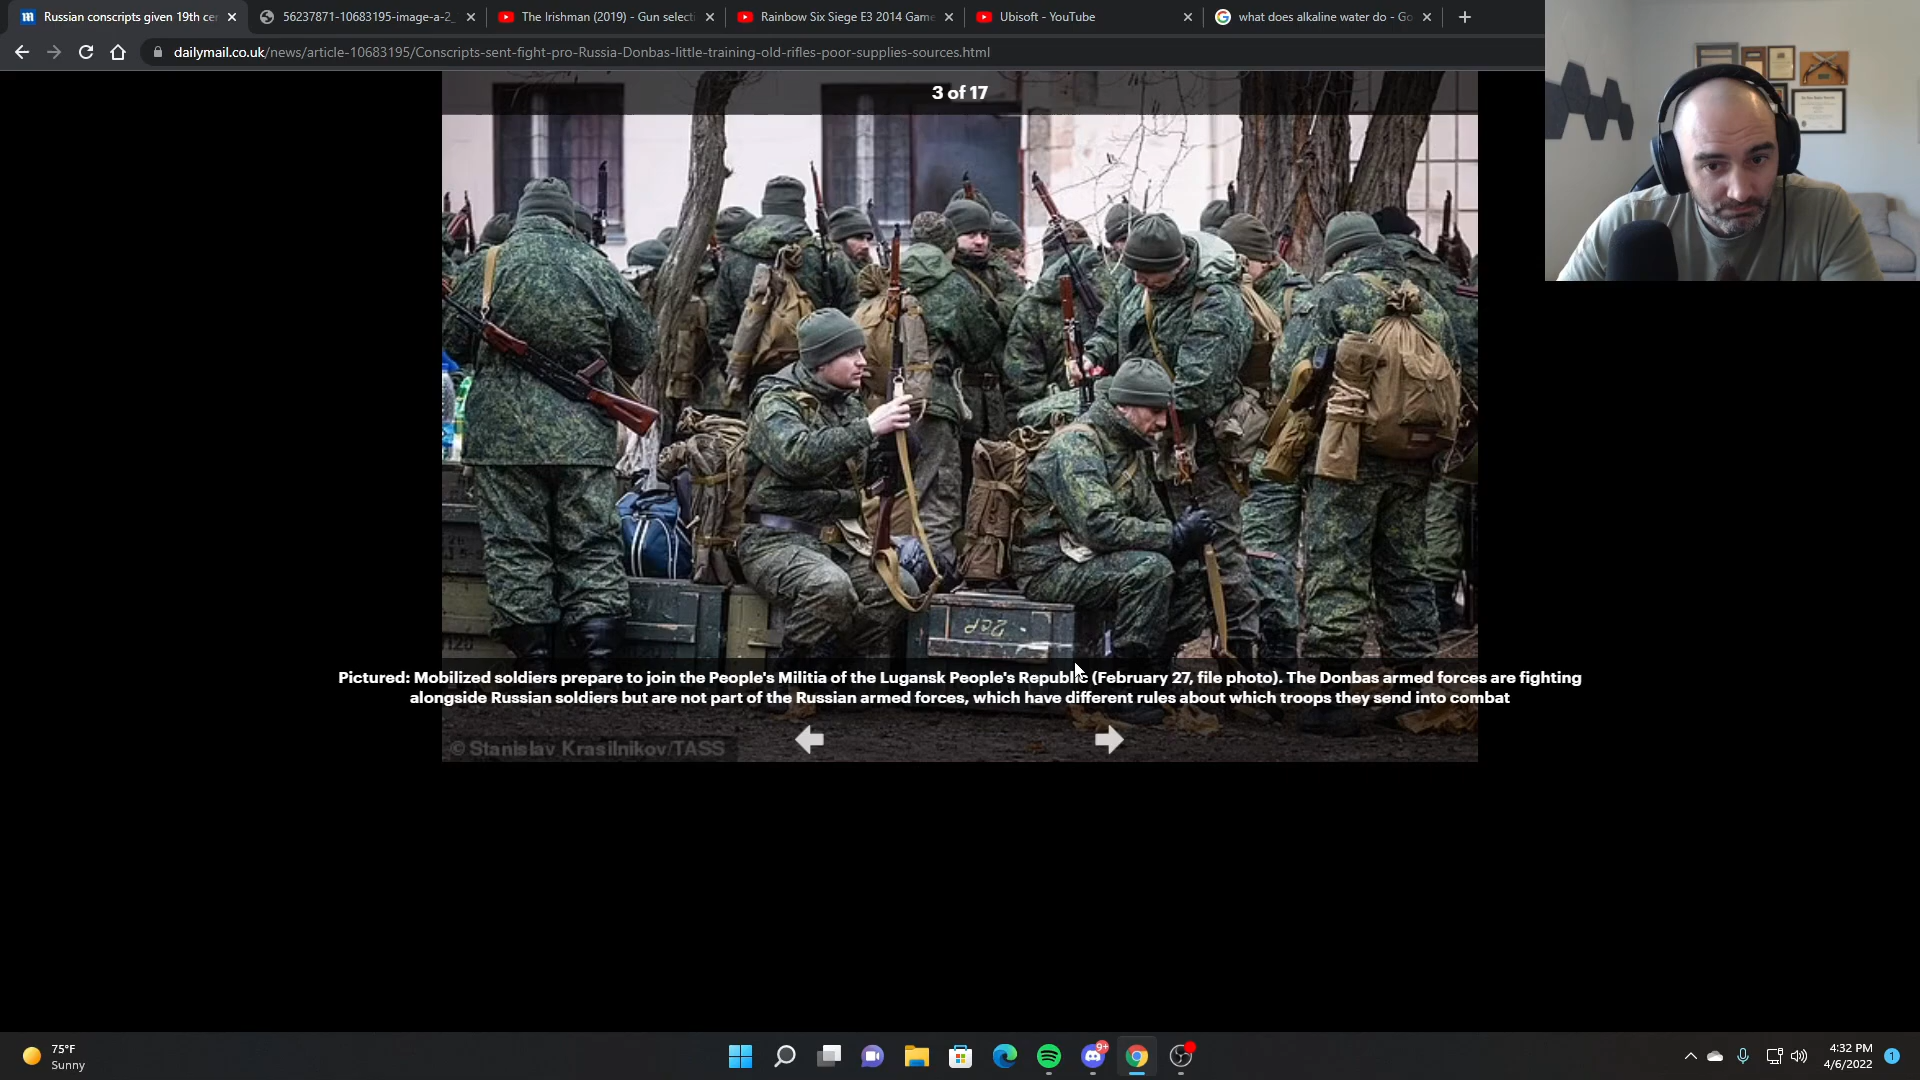 Russian conscripts given 19th ce
56237871-10683195-image-a-2_
The Irishman (2019) - Gun selecti
Rainbow Six Siege E3 2014 Game
Ubisoft - YouTube
what does alkaline water do - Go
dailymail.co.uk/news/article-10683195/Conscripts-sent-fight-pro-Russia-Donbas-little-training-old-rifles-poor-supplies-sources.html
3 of 17
Pictured: Mobilized soldiers prepare to join the People's Militia of the Lugansk People's Republic (February 27, file photo). The Donbas armed forces are fighting
alongside Russian soldiers but are not part of the Russian armed forces, which have different rules about which troops they send into combat
© Stanislav Krasilnikov/TASS
75°F
Sunny
9+
4:32 PM
4/6/2022
1